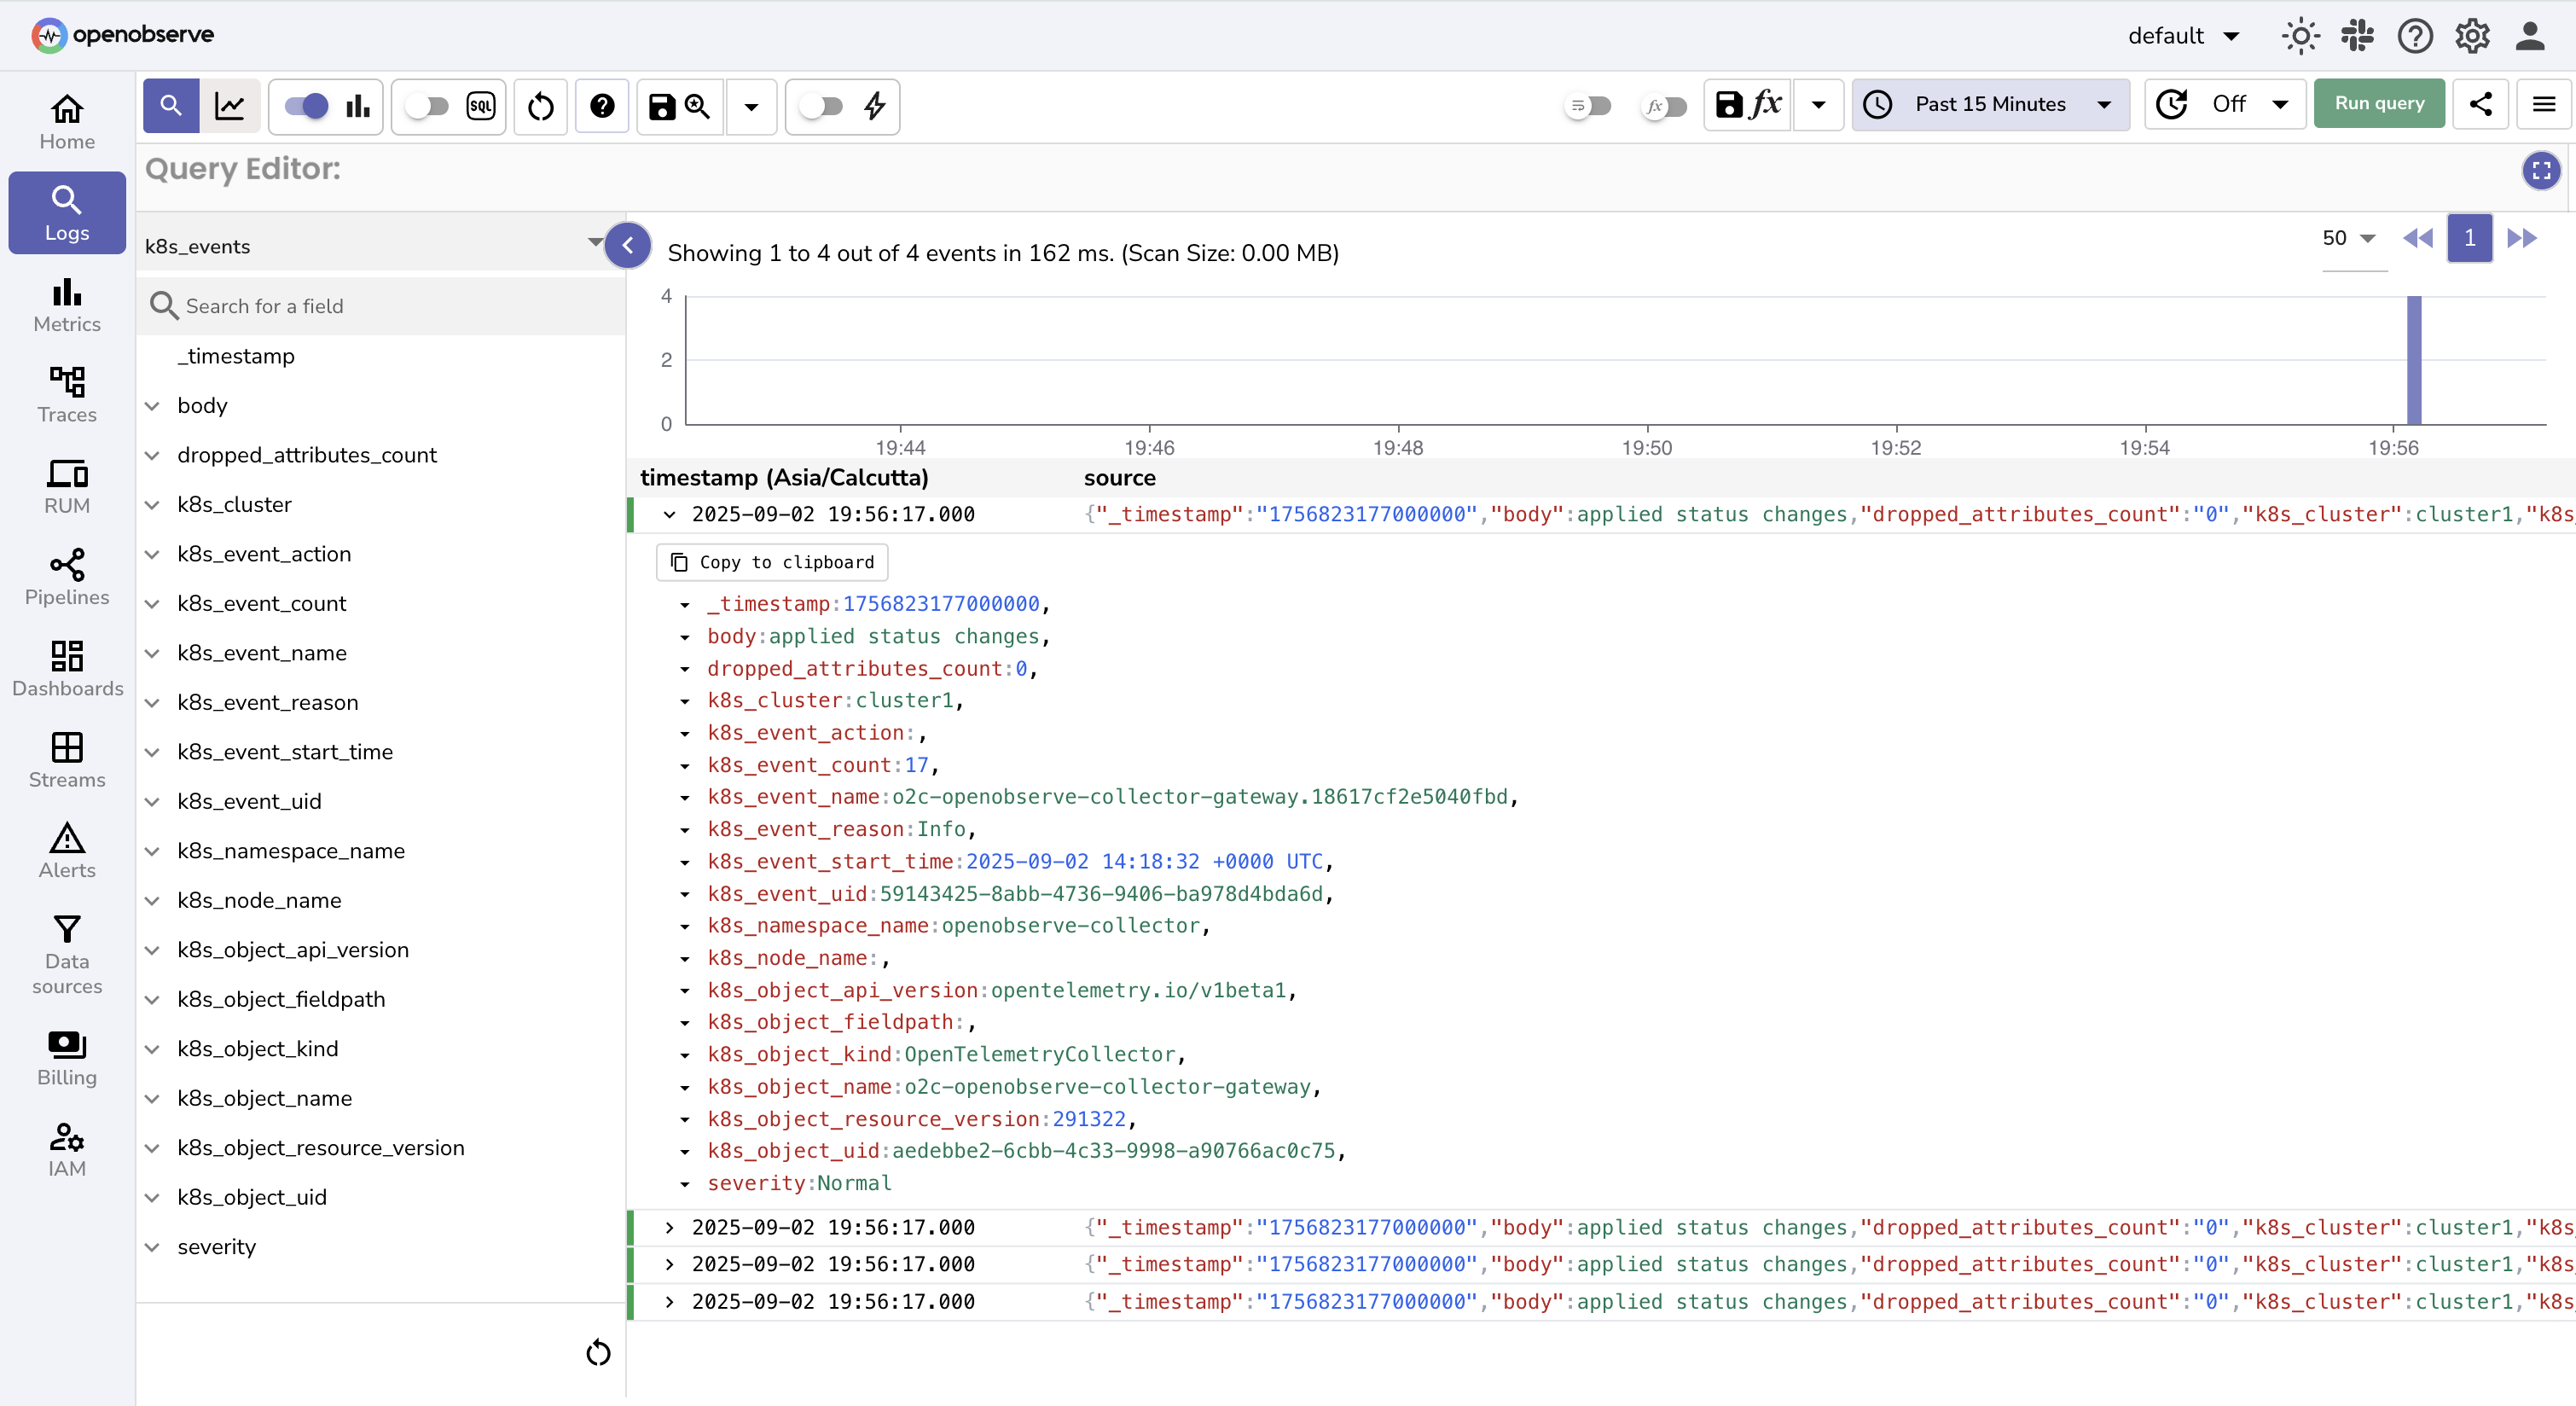 openobserve
default
SQL
fx
fx
Past 15 Minutes
Off
Run query
Home
Logs
Metrics
Traces
RUM
Pipelines
Dashboards
Streams
Alerts
Data
sources
Billing
IAM
Query Editor:
k8s_events
Search for a field
_timestamp
body
dropped_attributes_count
k8s_cluster
k8s_event_action
k8s_event_count
k8s_event_name
k8s_event_reason
k8s_event_start_time
k8s_event_uid
k8s_namespace_name
k8s_node_name
k8s_object_api_version
k8s_object_fieldpath
k8s_object_kind
k8s_object_name
k8s_object_resource_version
k8s_object_uid
severity
Showing 1 to 4 out of 4 events in 162 ms. (Scan Size: 0.00 MB)
50
1
4
2
0
19:44 19:46 19:48 19:50 19:52 19:54 19:56
timestamp (Asia/Calcutta) source
2025-09-02 19:56:17.000 {"_timestamp":"1756823177000000","body":applied status changes,"dropped_attributes_count":"0","k8s_cluster":cluster1,"k8s
Copy to clipboard
_timestamp:1756823177000000,
body:applied status changes,
dropped_attributes_count:0,
k8s_cluster:cluster1,
k8s_event_action:,
k8s_event_count:17,
k8s_event_name:o2c-openobserve-collector-gateway.18617cf2e5040fbd,
k8s_event_reason:Info,
k8s_event_start_time:2025-09-02 14:18:32 +0000 UTC,
k8s_event_uid:59143425-8abb-4736-9406-ba978d4bda6d,
k8s_namespace_name:openobserve-collector,
k8s_node_name:,
k8s_object_api_version:opentelemetry.io/v1beta1,
k8s_object_fieldpath:,
k8s_object_kind:OpenTelemetryCollector,
k8s_object_name:o2c-openobserve-collector-gateway,
k8s_object_resource_version:291322,
k8s_object_uid:aedebbe2-6cbb-4c33-9998-a90766ac0c75,
severity:Normal
2025-09-02 19:56:17.000 {"_timestamp":"1756823177000000","body":applied status changes,"dropped_attributes_count":"0","k8s_cluster":cluster1,"k8s
2025-09-02 19:56:17.000 {"_timestamp":"1756823177000000","body":applied status changes,"dropped_attributes_count":"0","k8s_cluster":cluster1,"k8s
2025-09-02 19:56:17.000 {"_timestamp":"1756823177000000","body":applied status changes,"dropped_attributes_count":"0","k8s_cluster":cluster1,"k8s